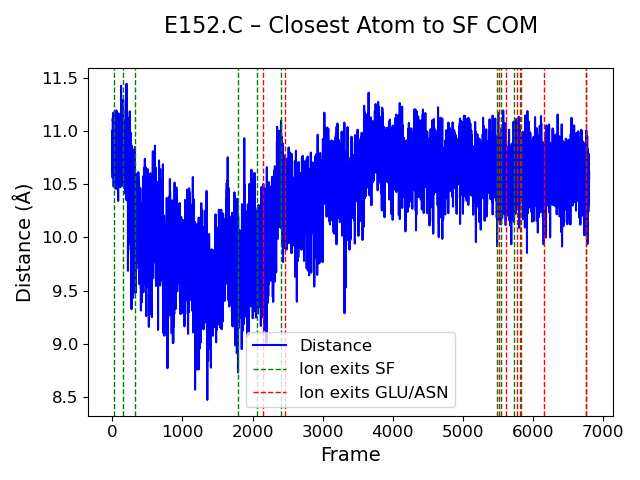 E152.C – Closest Atom to SF COM
11.5
11.0
10.5
10.0
9.5
9.0
8.5
Distance (Å)
Distance
Ion exits SF
Ion exits GLU/ASN
0 1000 2000 3000 4000 5000 6000 7000
Frame